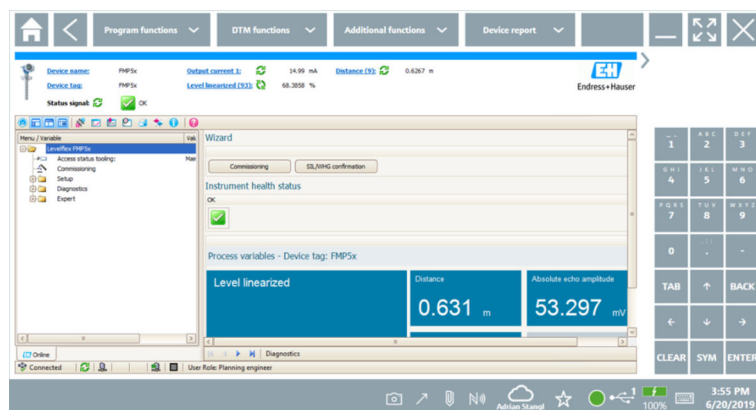 Program functions DTM functions Additional functions Device report
Device name: FMP5x Output current 1: 14.99 mA Distance (9): 0.6267 m
Device tag: FMP5x Level linearized (93): 68.3858 %
Endress+Hauser
Status signal: OK
Menu / Variable Val
Levelflex FMP5x
Access status tooling: Mai
Commissioning
Setup
Diagnostics
Expert
Wizard
Commissioning SIL/WHG confirmation
Instrument health status
OK
Process variables - Device tag: FMP5x
Level linearized
Distance
0.631 m
Absolute echo amplitude
53.297 mV
Online
Diagnostics
Connected User Role: Planning engineer
1 ABC 2 DEF 3
GHI 4 JKL 5 MNO 6
PQRS 7 TUV 8 WXYZ 9
0 . -
TAB BACK
CLEAR SYM ENTER
Adrian Stangl
1
100%
3:55 PM
6/20/2019